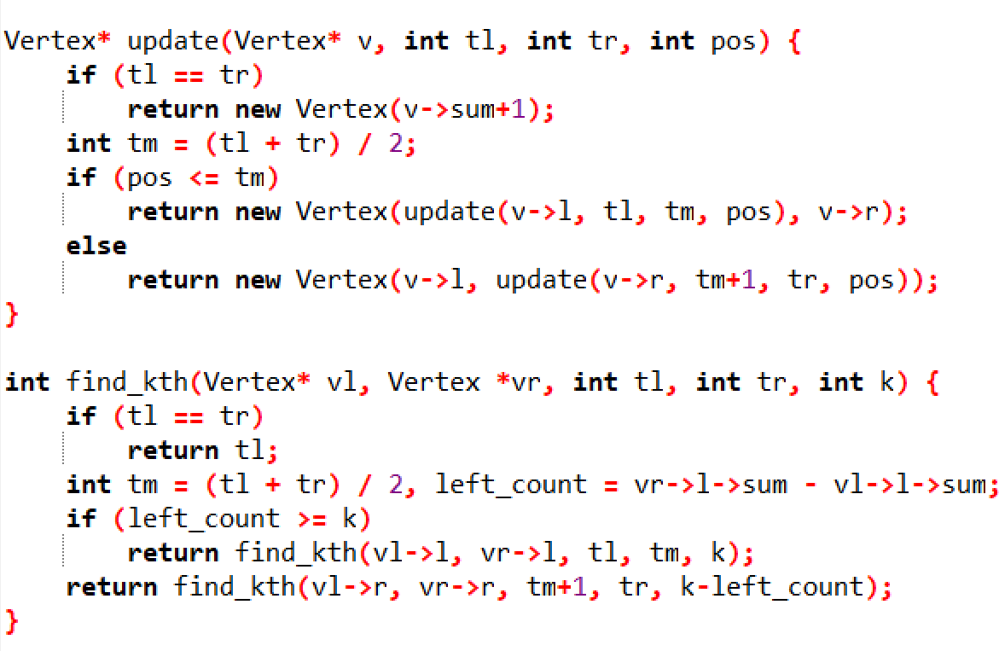 Vertex* update(Vertex* v, int tl, int tr, int pos) {
    if (tl == tr)
        return new Vertex(v->sum+1);
    int tm = (tl + tr) / 2;
    if (pos <= tm)
        return new Vertex(update(v->l, tl, tm, pos), v->r);
    else
        return new Vertex(v->l, update(v->r, tm+1, tr, pos));
}

int find_kth(Vertex* vl, Vertex *vr, int tl, int tr, int k) {
    if (tl == tr)
        return tl;
    int tm = (tl + tr) / 2, left_count = vr->l->sum - vl->l->sum;
    if (left_count >= k)
        return find_kth(vl->l, vr->l, tl, tm, k);
    return find_kth(vl->r, vr->r, tm+1, tr, k-left_count);
}